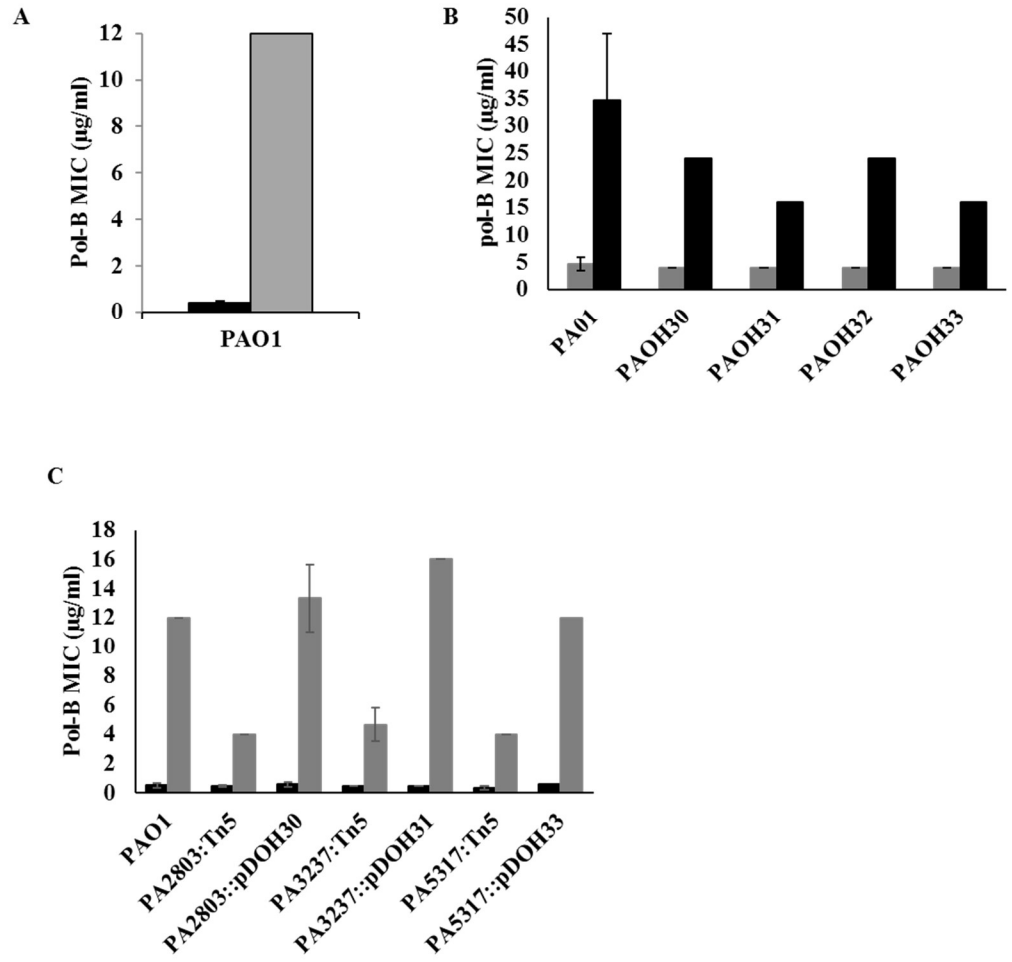 A
Pol-B MIC (µg/ml)
12
10
8
6
4
2
0
PAO1
B
pol-B MIC (µg/ml)
50
45
40
35
30
25
20
15
10
5
0
PA01
PAOH30
PAOH31
PAOH32
PAOH33
C
Pol-B MIC (µg/ml)
18
16
14
12
10
8
6
4
2
0
PAO1
PA2803:Tn5
PA2803::pDOH30
PA3237:Tn5
PA3237::pDOH31
PA5317:Tn5
PA5317::pDOH33